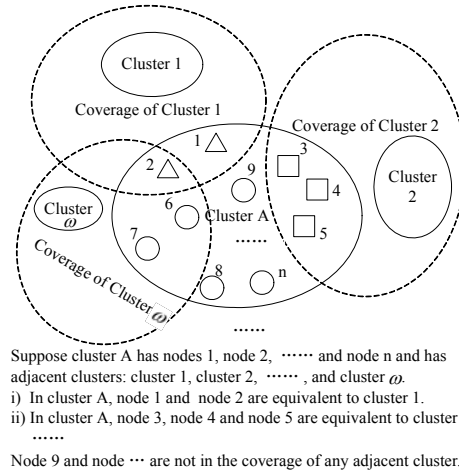 Cluster 1
Coverage of Cluster 1
Coverage of Cluster 2
1
2
3
4
5
6
7
8
9
n
Cluster A
······
Cluster
2
Cluster
ω
Coverage of Cluster ω
······
Suppose cluster A has nodes 1, node 2, ······ and node n and has
adjacent clusters: cluster 1, cluster 2, ······ , and cluster ω.
i) In cluster A, node 1 and node 2 are equivalent to cluster 1.
ii) In cluster A, node 3, node 4 and node 5 are equivalent to cluster
······
Node 9 and node ··· are not in the coverage of any adjacent cluster.